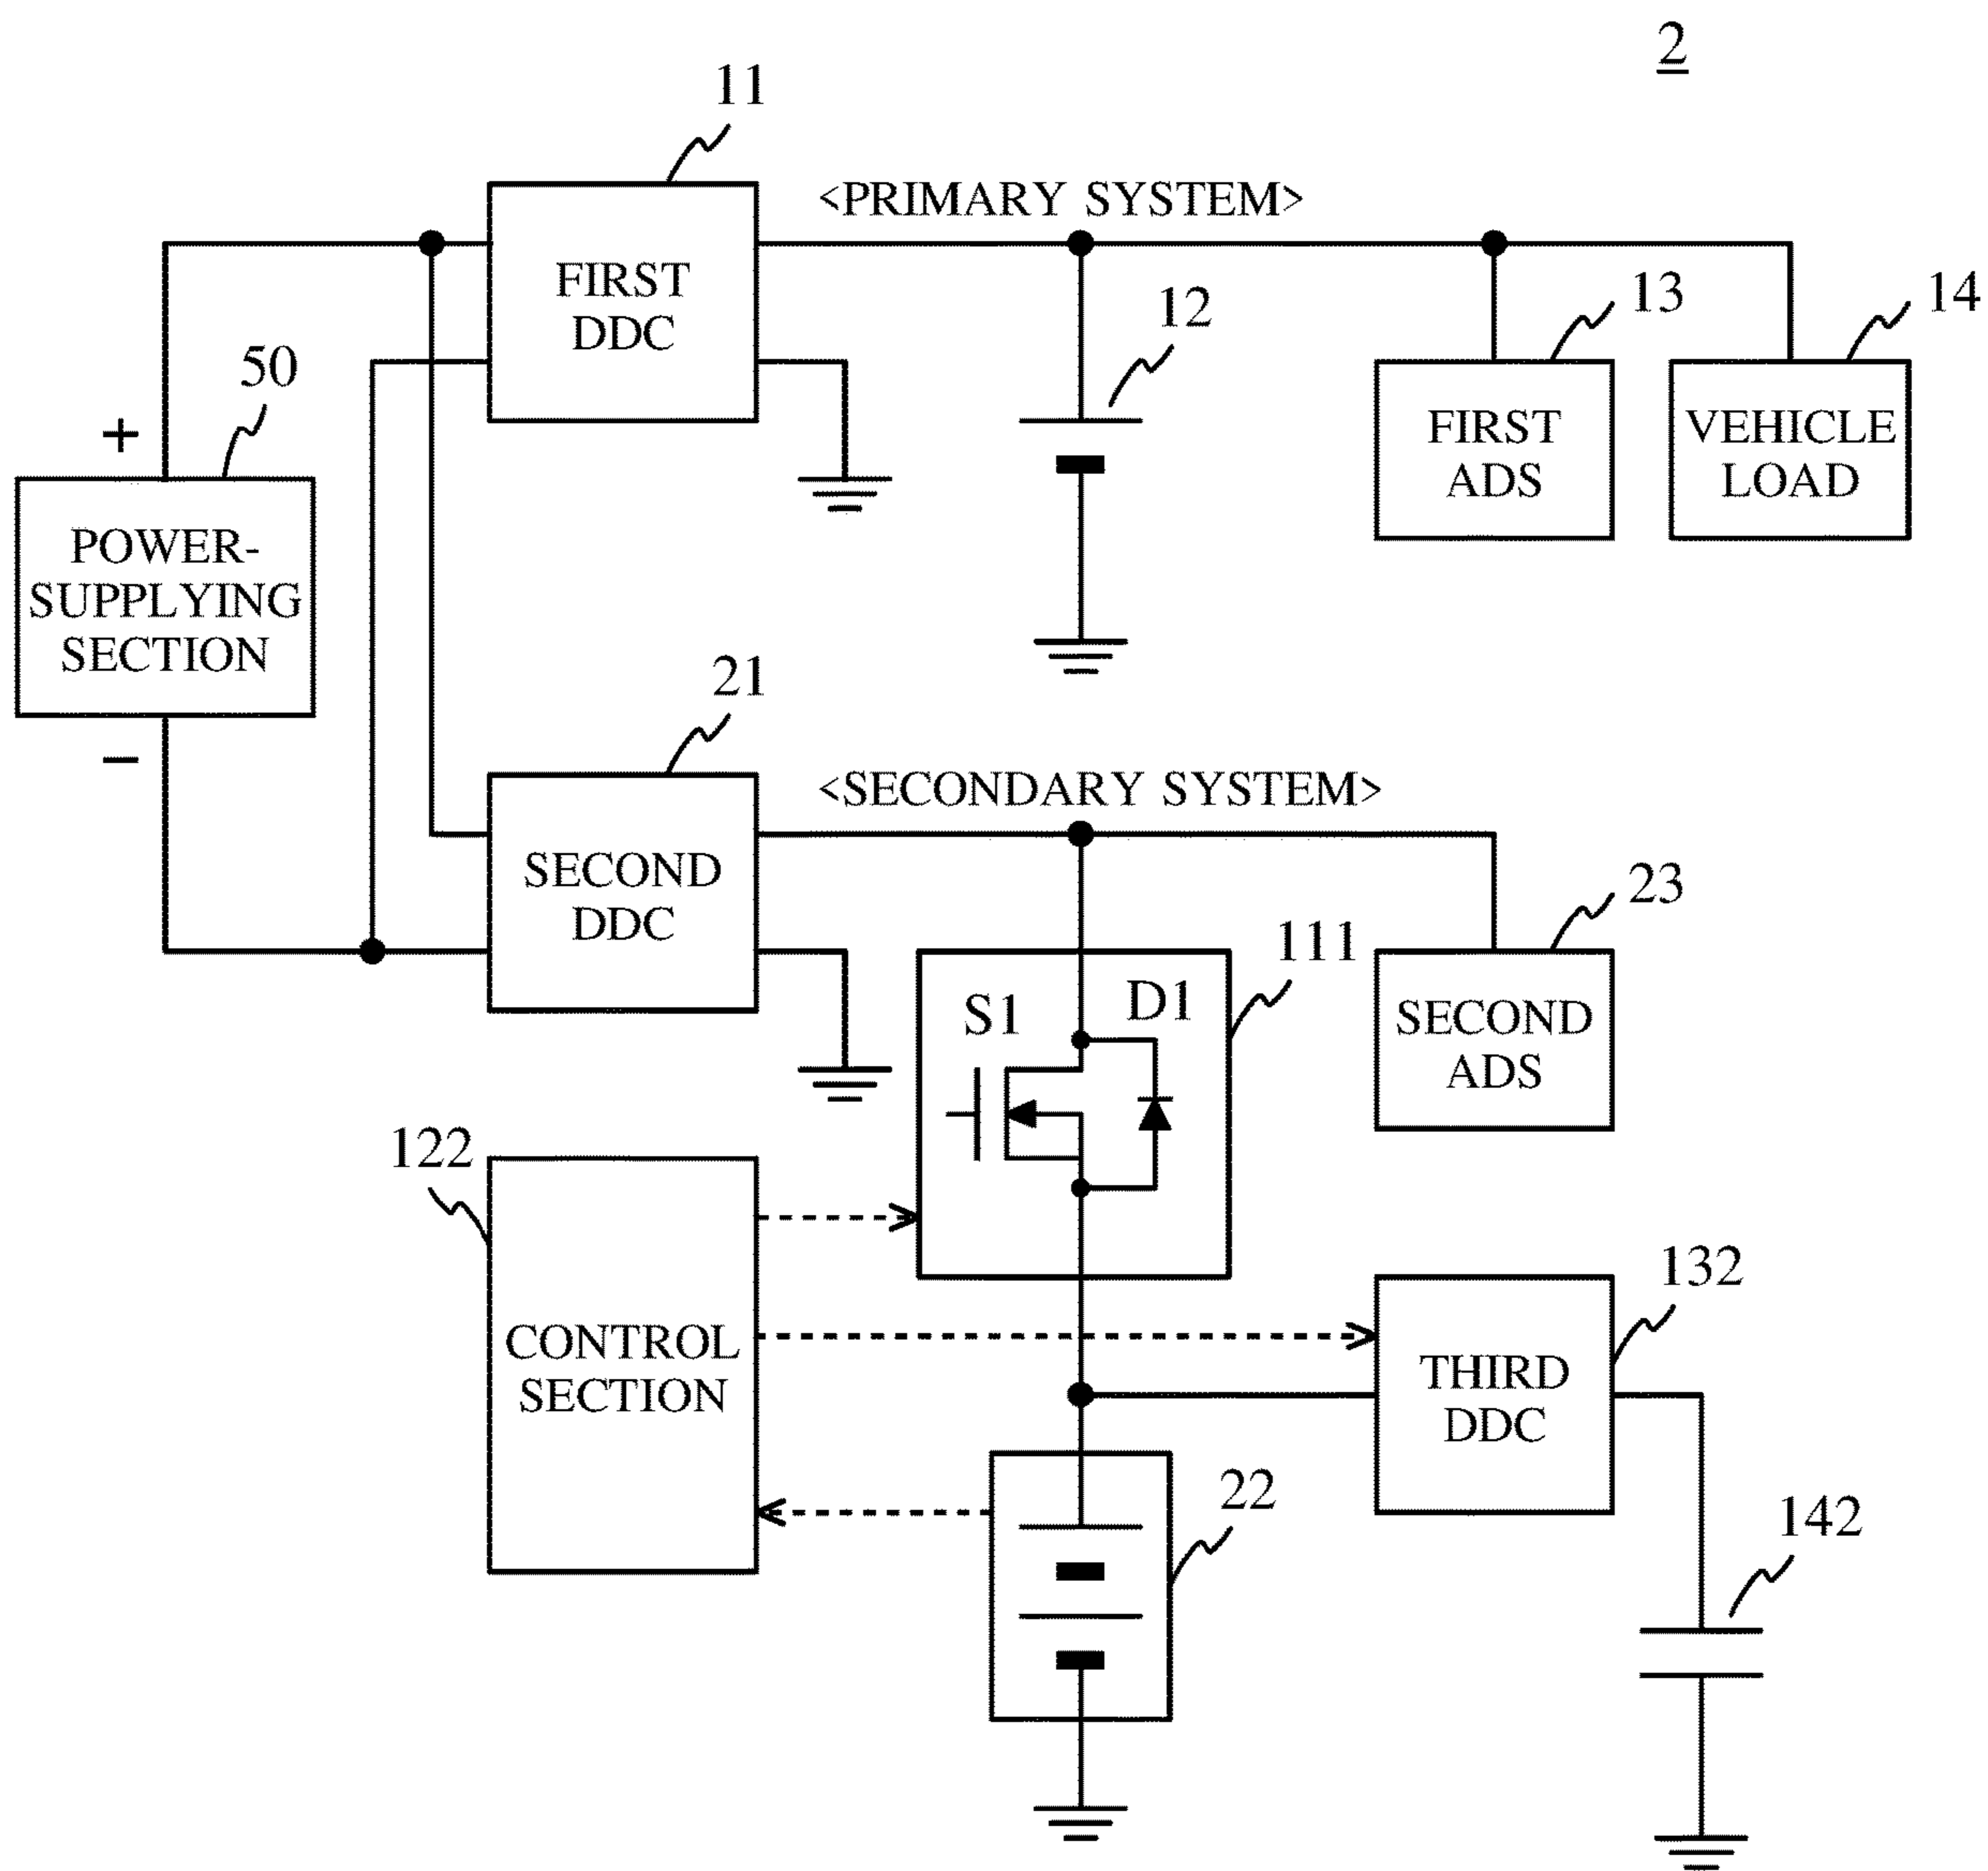 2
11
<PRIMARY SYSTEM>
FIRST
DDC
12
13
14
50
+
FIRST
ADS
VEHICLE
LOAD
POWER-
SUPPLYING
SECTION
−
21
<SECONDARY SYSTEM>
SECOND
DDC
23
111
S1
D1
SECOND
ADS
122
132
CONTROL
SECTION
THIRD
DDC
22
142